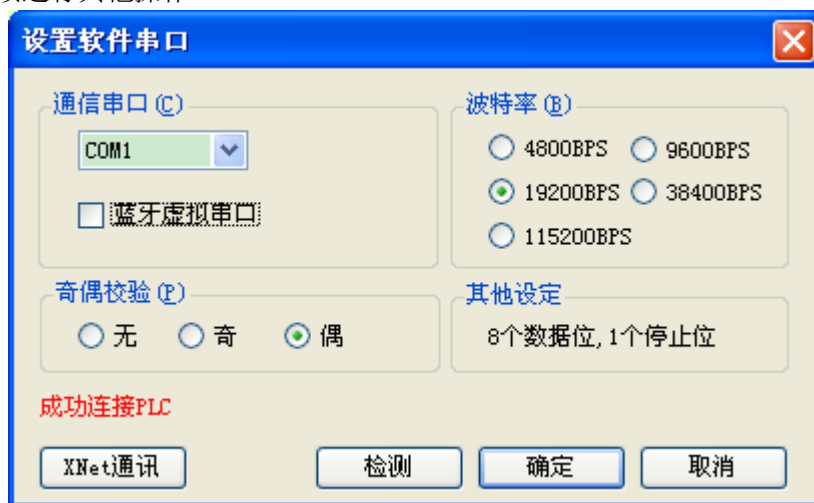 设置软件串口
通信串口(C)
COM1
蓝牙虚拟串口
波特率(B)
4800BPS 9600BPS
19200BPS 38400BPS
115200BPS
奇偶校验(P)
无 奇 偶
其他设定
8个数据位,1个停止位
成功连接PLC
XNet通讯 检测 确定 取消